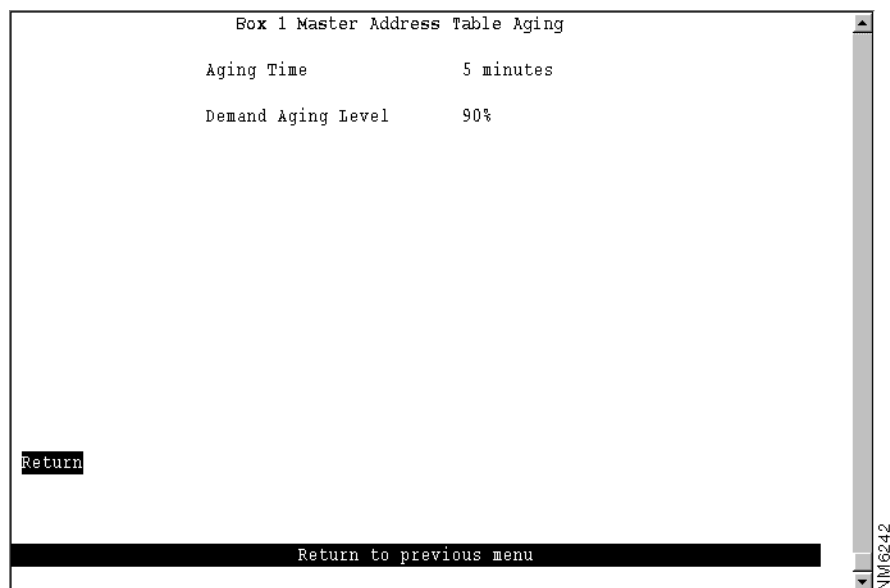 Box 1 Master Address Table Aging
Aging Time 5 minutes
Demand Aging Level 90%
Return
Return to previous menu
NM6242